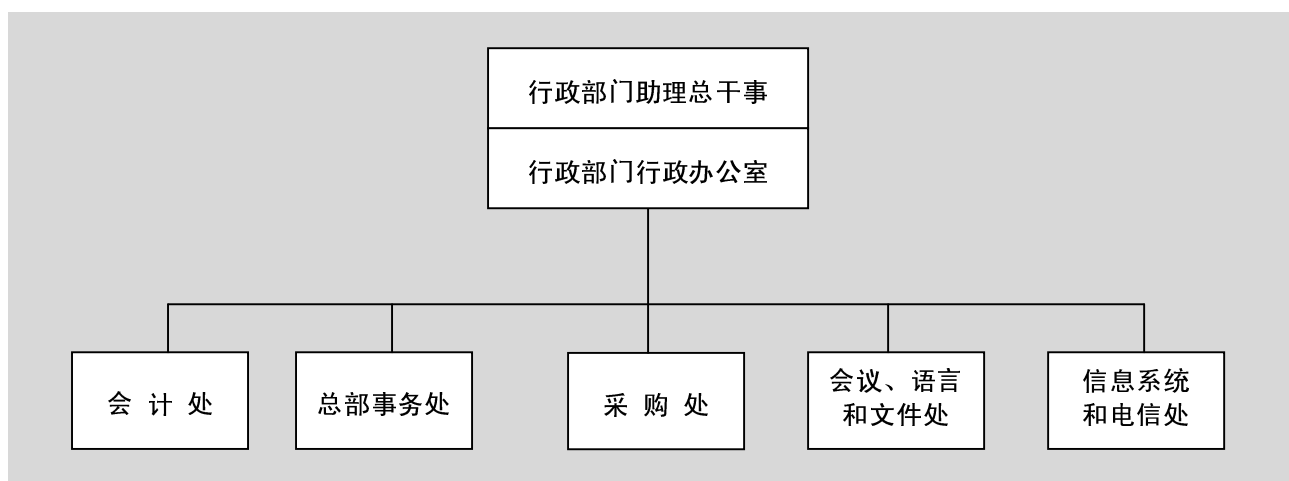 行政部门助理总干事
行政部门行政办公室
会 计 处
总部事务处
采 购 处
会议、语言
和文件处
信息系统
和电信处